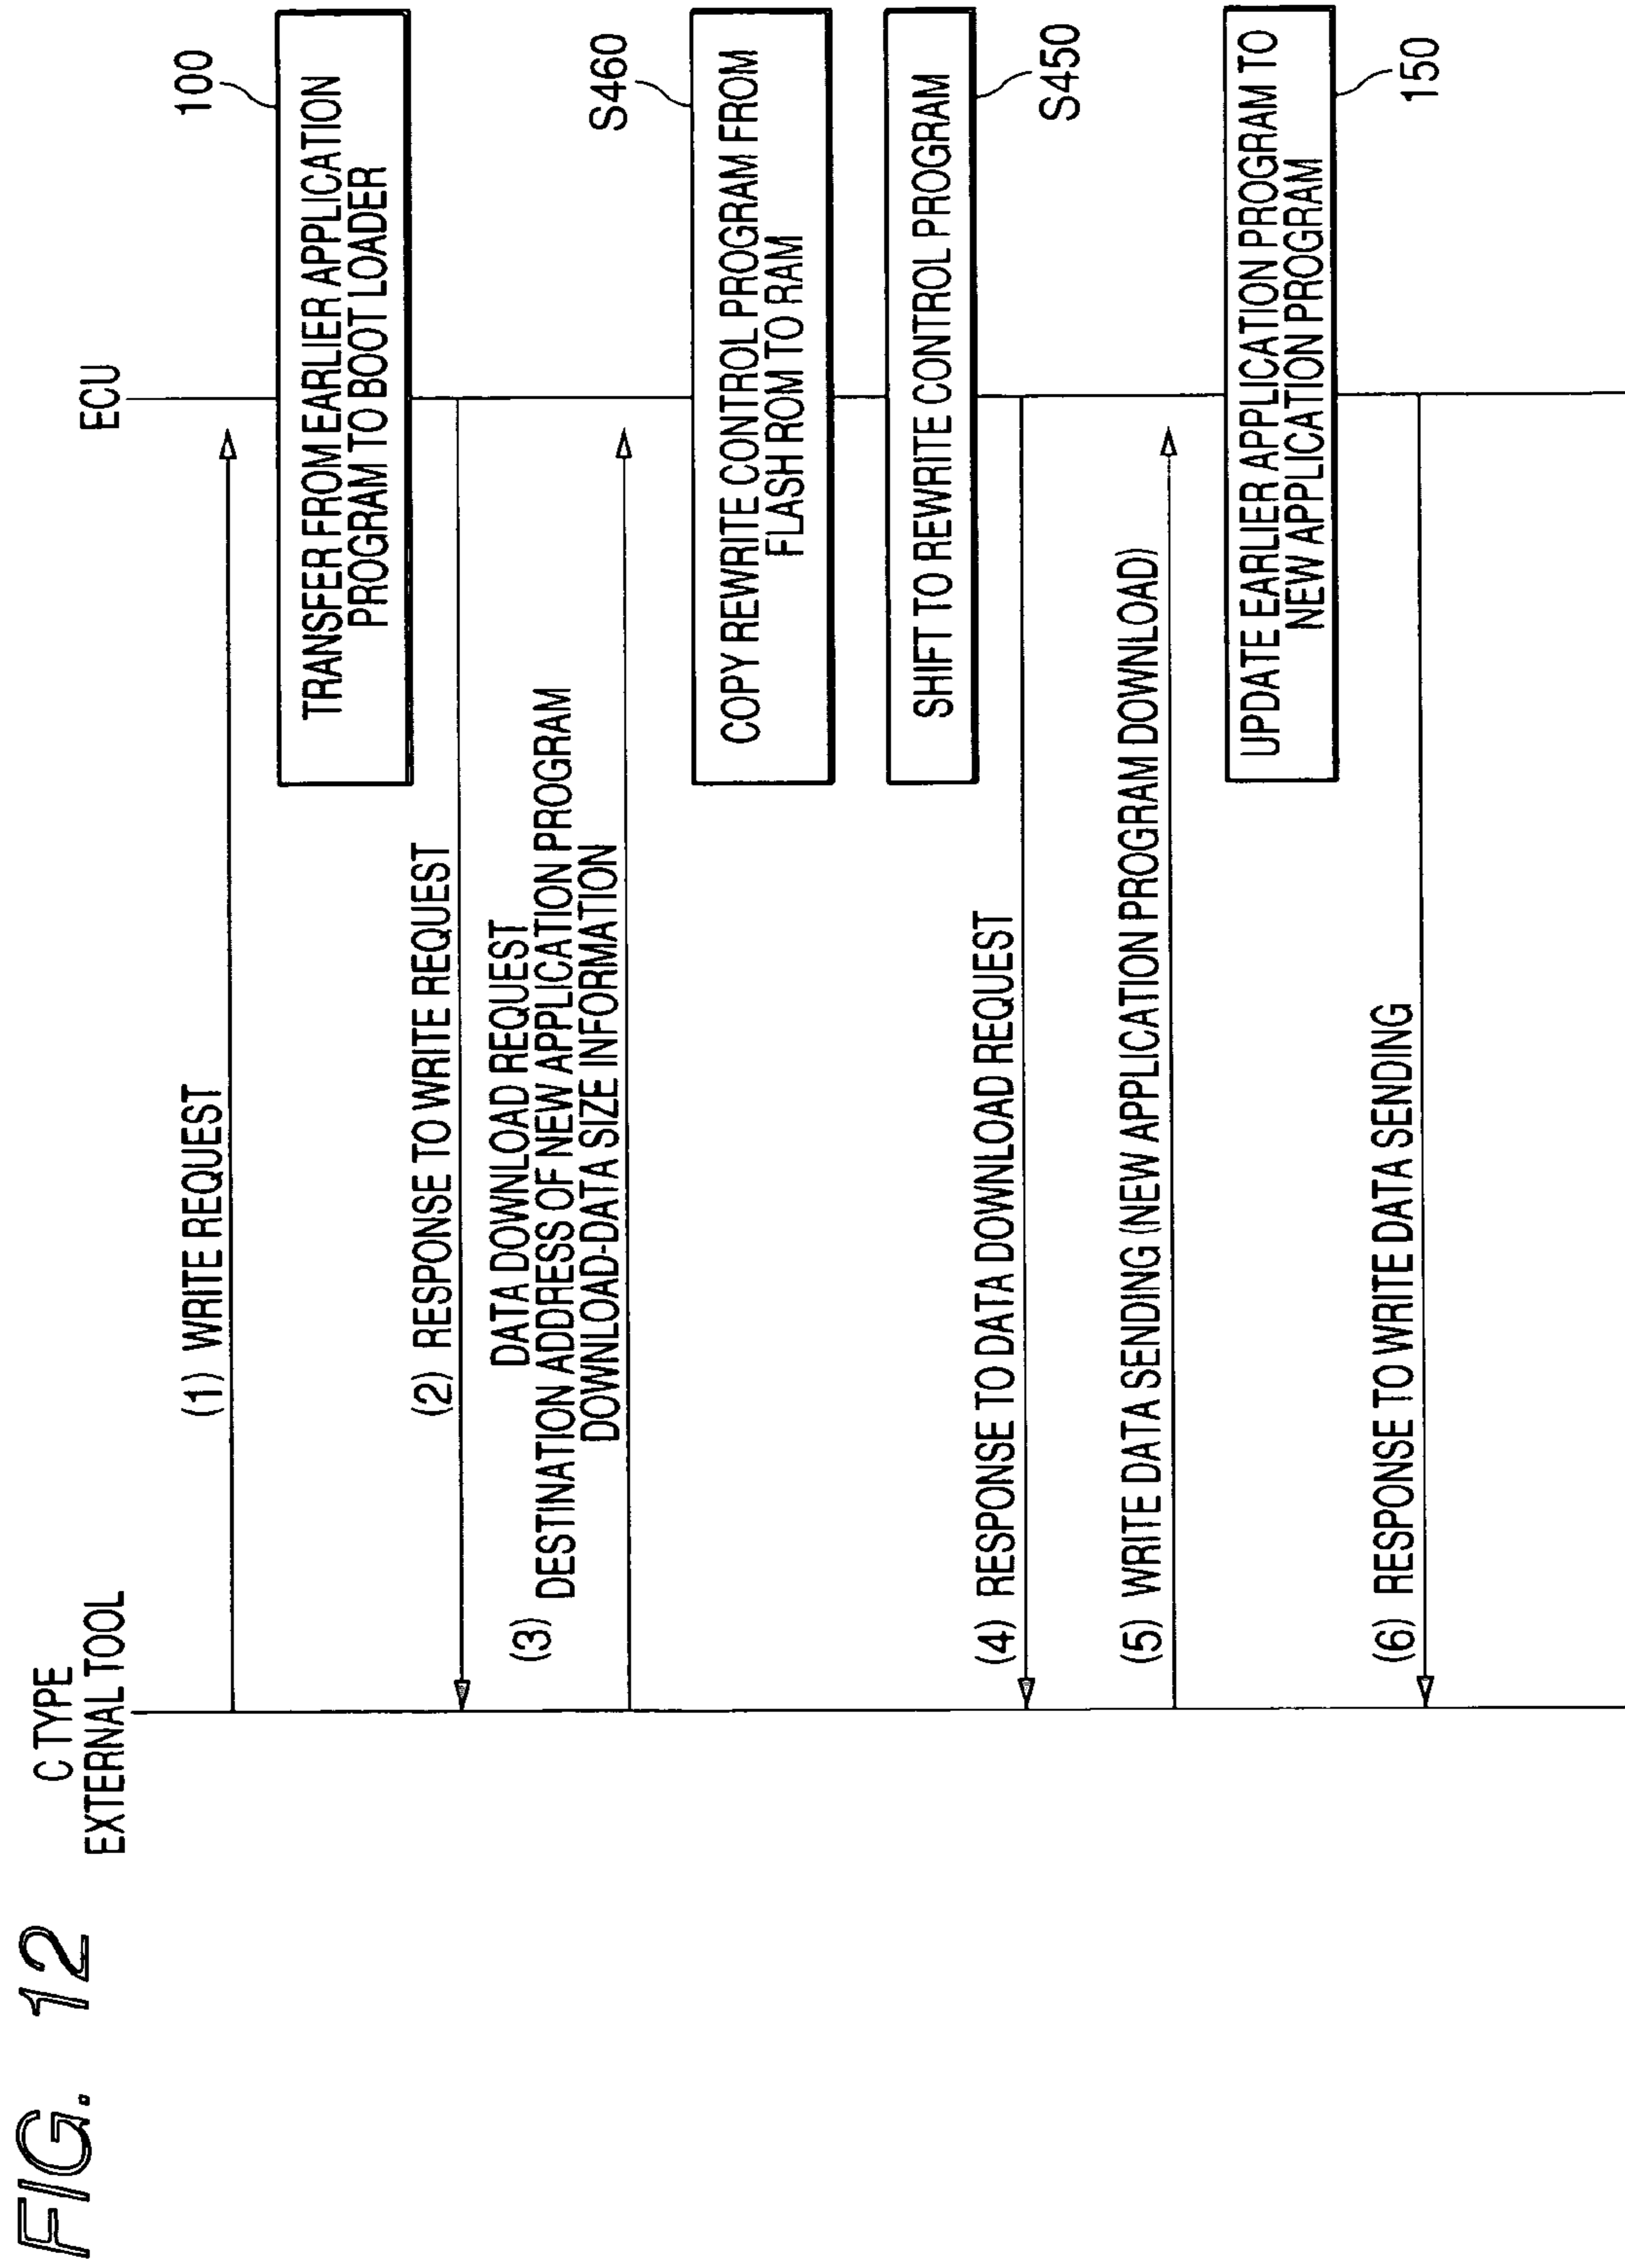 FIG. 12
C TYPE
EXTERNAL TOOL
ECU
(1) WRITE REQUEST
100
TRANSFER FROM EARLIER APPLICATION
PROGRAM TO BOOT LOADER
(2) RESPONSE TO WRITE REQUEST
(3)
DATA DOWNLOAD REQUEST
DESTINATION ADDRESS OF NEW APPLICATION PROGRAM
DOWNLOAD-DATA SIZE INFORMATION
S460
COPY REWRITE CONTROL PROGRAM FROM
FLASH ROM TO RAM
SHIFT TO REWRITE CONTROL PROGRAM
S450
(4) RESPONSE TO DATA DOWNLOAD REQUEST
(5) WRITE DATA SENDING (NEW APPLICATION PROGRAM DOWNLOAD)
UPDATE EARLIER APPLICATION PROGRAM TO
NEW APPLICATION PROGRAM
150
(6) RESPONSE TO WRITE DATA SENDING